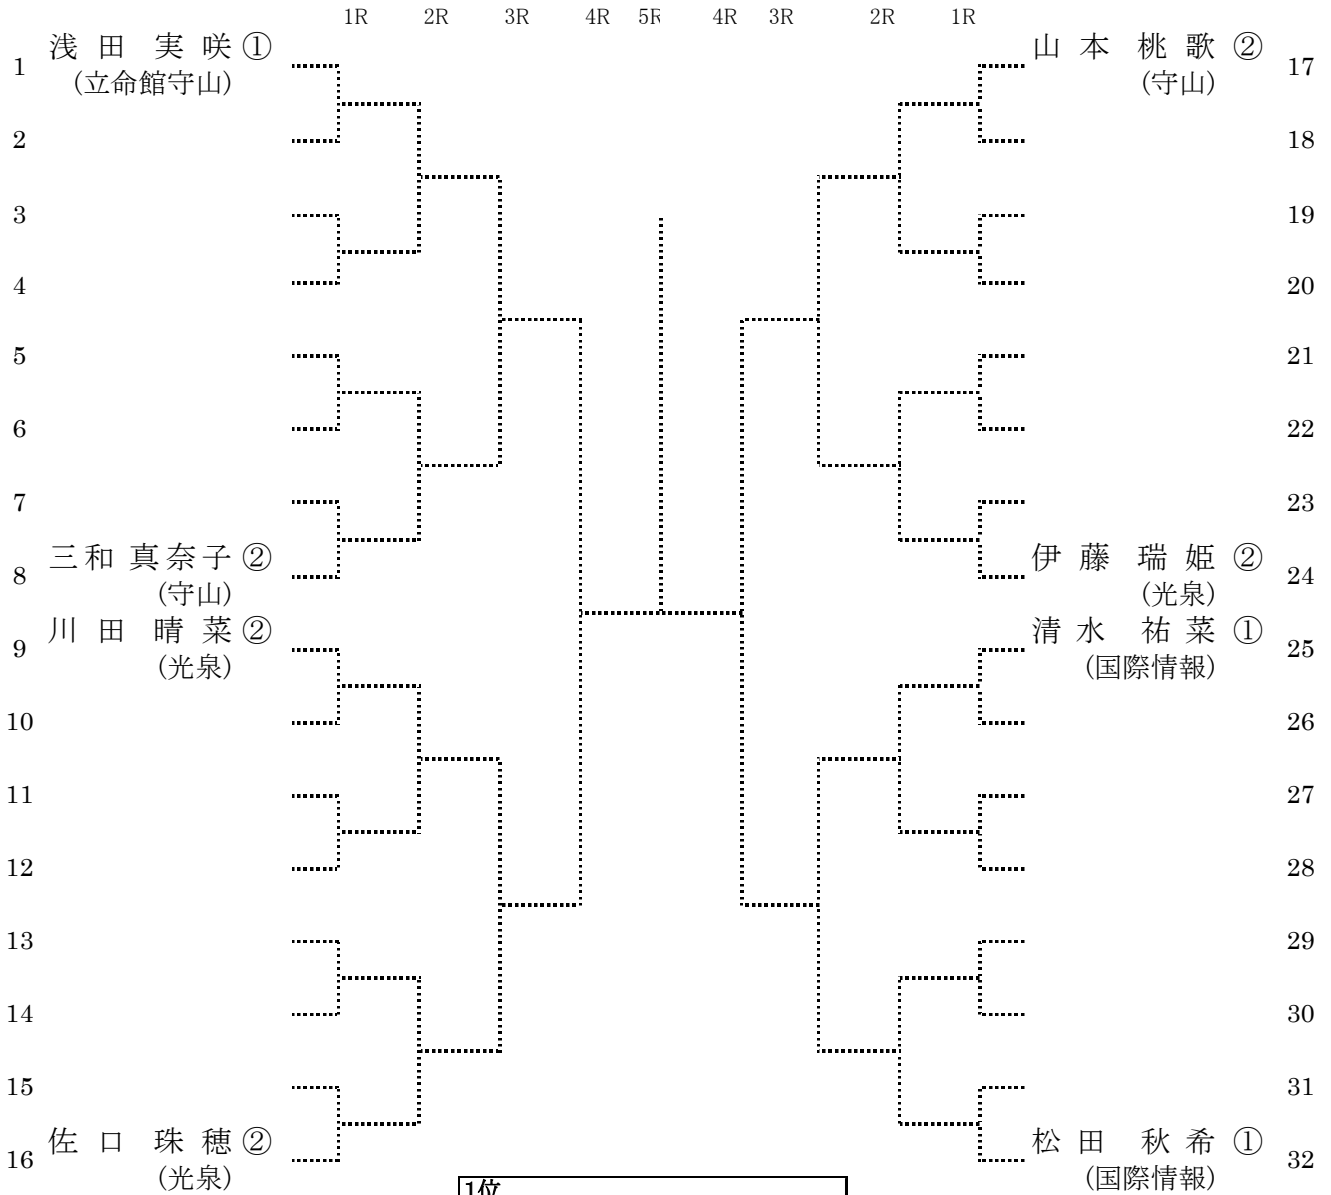 1R 2R 3R 4R 5R 4R 3R 2R 1R
1 浅田 実咲① 山本 桃歌② 17
(立命館守山) (守山)
2 18
3 19
4 20
5 21
6 22
7 23
8 三和 真奈子② 伊藤 瑞姫② 24
(守山) (光泉)
9 川田 晴菜② 清水 祐菜① 25
(光泉) (国際情報)
10 26
11 27
12 28
13 29
14 30
15 31
16 佐口 珠穂② 松田 秋希① 32
(光泉) (国際情報)
1位